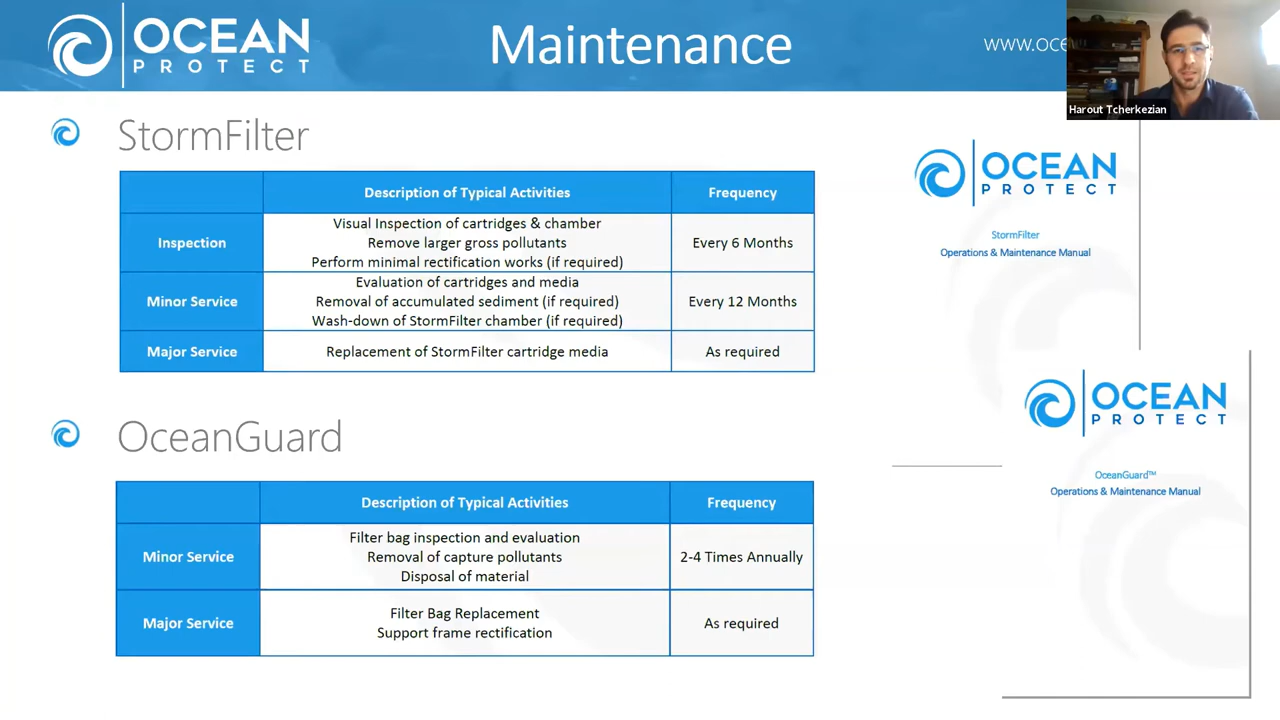 OCEAN
PROTECT
Maintenance
www.oce
Harout Tcherkezian
StormFilter
Description of Typical Activities
Frequency
Inspection
Visual Inspection of cartridges & chamber
Remove larger gross pollutants
Perform minimal rectification works (if required)
Every 6 Months
Minor Service
Evaluation of cartridges and media
Removal of accumulated sediment (if required)
Wash-down of StormFilter chamber (if required)
Every 12 Months
Major Service
Replacement of StormFilter cartridge media
As required
OCEAN
PROTECT
StormFilter
Operations & Maintenance Manual
OceanGuard
Description of Typical Activities
Frequency
Minor Service
Filter bag inspection and evaluation
Removal of capture pollutants
Disposal of material
2-4 Times Annually
Major Service
Filter Bag Replacement
Support frame rectification
As required
OCEAN
PROTECT
OceanGuard™
Operations & Maintenance Manual